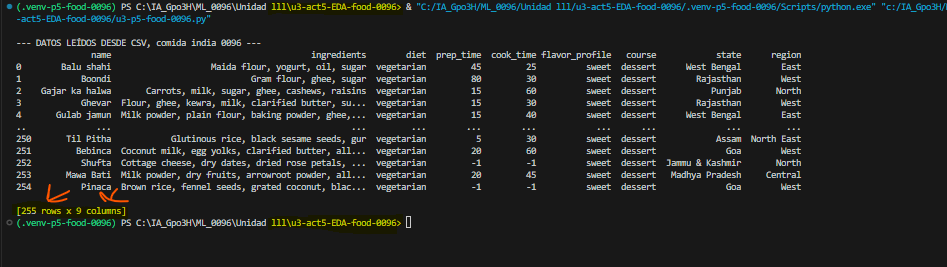 (.venv-p5-food-0096) PS C:\IA_Gpo3H\ML_0096\Unidad lll\u3-act5-EDA-food-0096> & "C:/IA_Gpo3H/ML_0096/Unidad lll/u3-act5-EDA-food-0096/.venv-p5-food-0096/Scripts/python.exe" "c:/IA_Gpo3H/
-act5-EDA-food-0096/u3-p5-food-0096.py"
--- DATOS LEÍDOS DESDE CSV, comida india 0096 ---
name ingredients diet prep_time cook_time flavor_profile course state region
0 Balu shahi Maida flour, yogurt, oil, sugar vegetarian 45 25 sweet dessert West Bengal East
1 Boondi Gram flour, ghee, sugar vegetarian 80 30 sweet dessert Rajasthan West
2 Gajar ka halwa Carrots, milk, sugar, ghee, cashews, raisins vegetarian 15 60 sweet dessert Punjab North
3 Ghevar Flour, ghee, kewra, milk, clarified butter, su... vegetarian 15 30 sweet dessert Rajasthan West
4 Gulab jamun Milk powder, plain flour, baking powder, ghee,... vegetarian 15 40 sweet dessert West Bengal East
.. ... ... ... ... ... ... ... ... ...
250 Til Pitha Glutinous rice, black sesame seeds, gur vegetarian 5 30 sweet dessert Assam North East
251 Bebinca Coconut milk, egg yolks, clarified butter, all... vegetarian 20 60 sweet dessert Goa West
252 Shufta Cottage cheese, dry dates, dried rose petals, ... vegetarian -1 -1 sweet dessert Jammu & Kashmir North
253 Mawa Bati Milk powder, dry fruits, arrowroot powder, all... vegetarian 20 45 sweet dessert Madhya Pradesh Central
254 Pinaca Brown rice, fennel seeds, grated coconut, blac... vegetarian -1 -1 sweet dessert Goa West
[255 rows x 9 columns]
(.venv-p5-food-0096) PS C:\IA_Gpo3H\ML_0096\Unidad lll\u3-act5-EDA-food-0096>